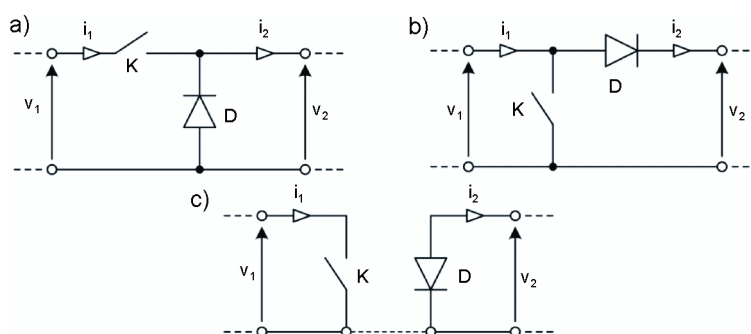 a) i₁ i₂
K
v₁ D v₂
b) i₁ i₂
D
K
v₁ v₂
c) i₁ i₂
v₁ K D v₂